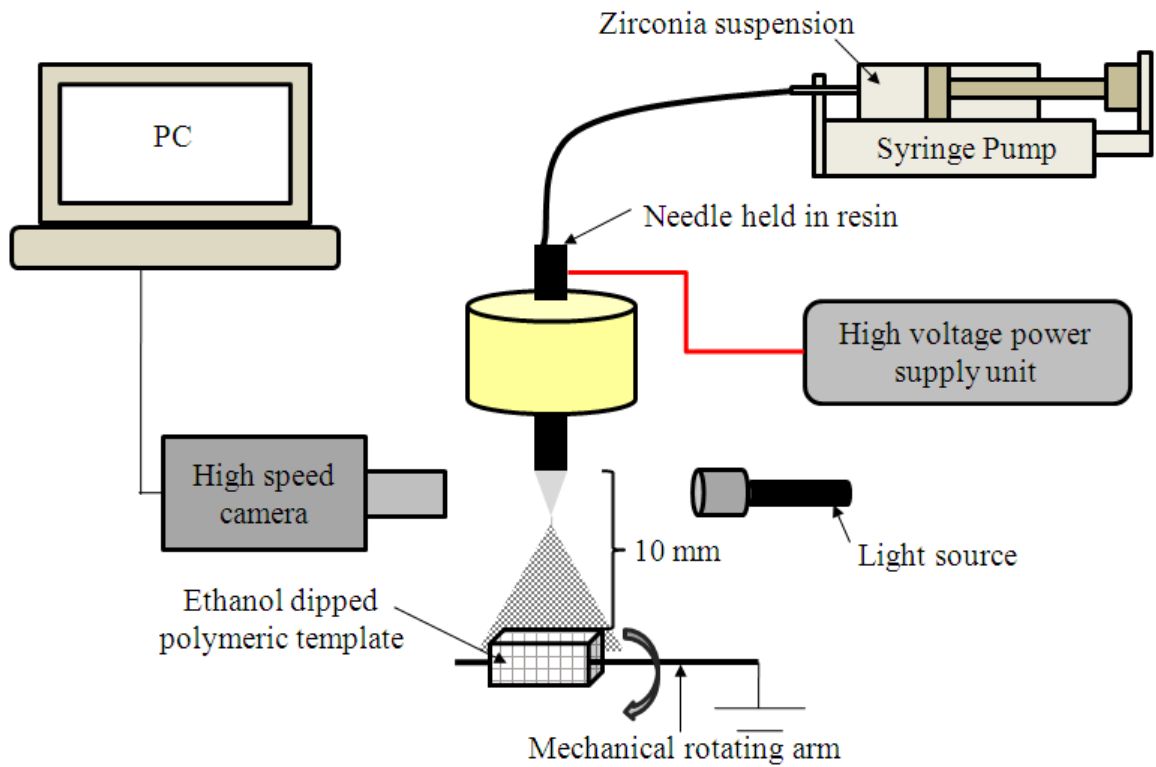 Zirconia suspension
PC
Syringe Pump
Needle held in resin
High voltage power
supply unit
High speed
camera
10 mm
Light source
Ethanol dipped
polymeric template
Mechanical rotating arm